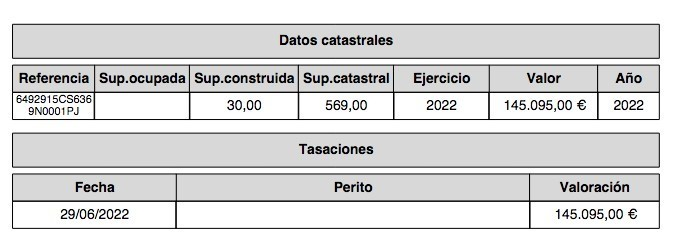 Datos catastrales
Referencia Sup.ocupada Sup.construida Sup.catastral Ejercicio Valor Año
6492915CS636
9N0001PJ
30,00 569,00 2022 145.095,00 € 2022
Tasaciones
Fecha Perito Valoración
29/06/2022 145.095,00 €